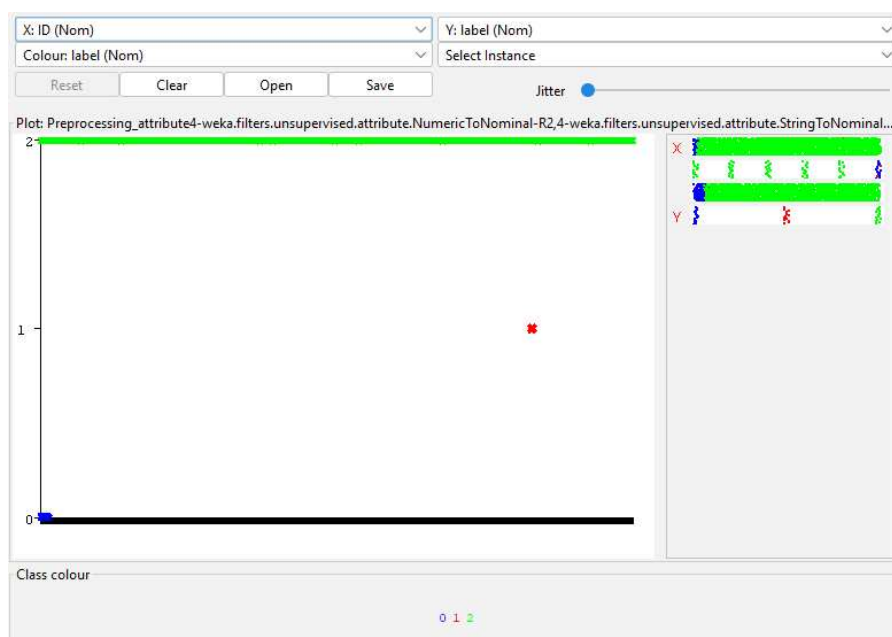 X: ID (Nom) Y: label (Nom)
Colour: label (Nom) Select Instance
Reset Clear Open Save Jitter
Plot: Preprocessing_attribute4-weka.filters.unsupervised.attribute.NumericToNominal-R2,4-weka.filters.unsupervised.attribute.StringToNominal...
2
X
Y
1
0
Class colour
0 1 2